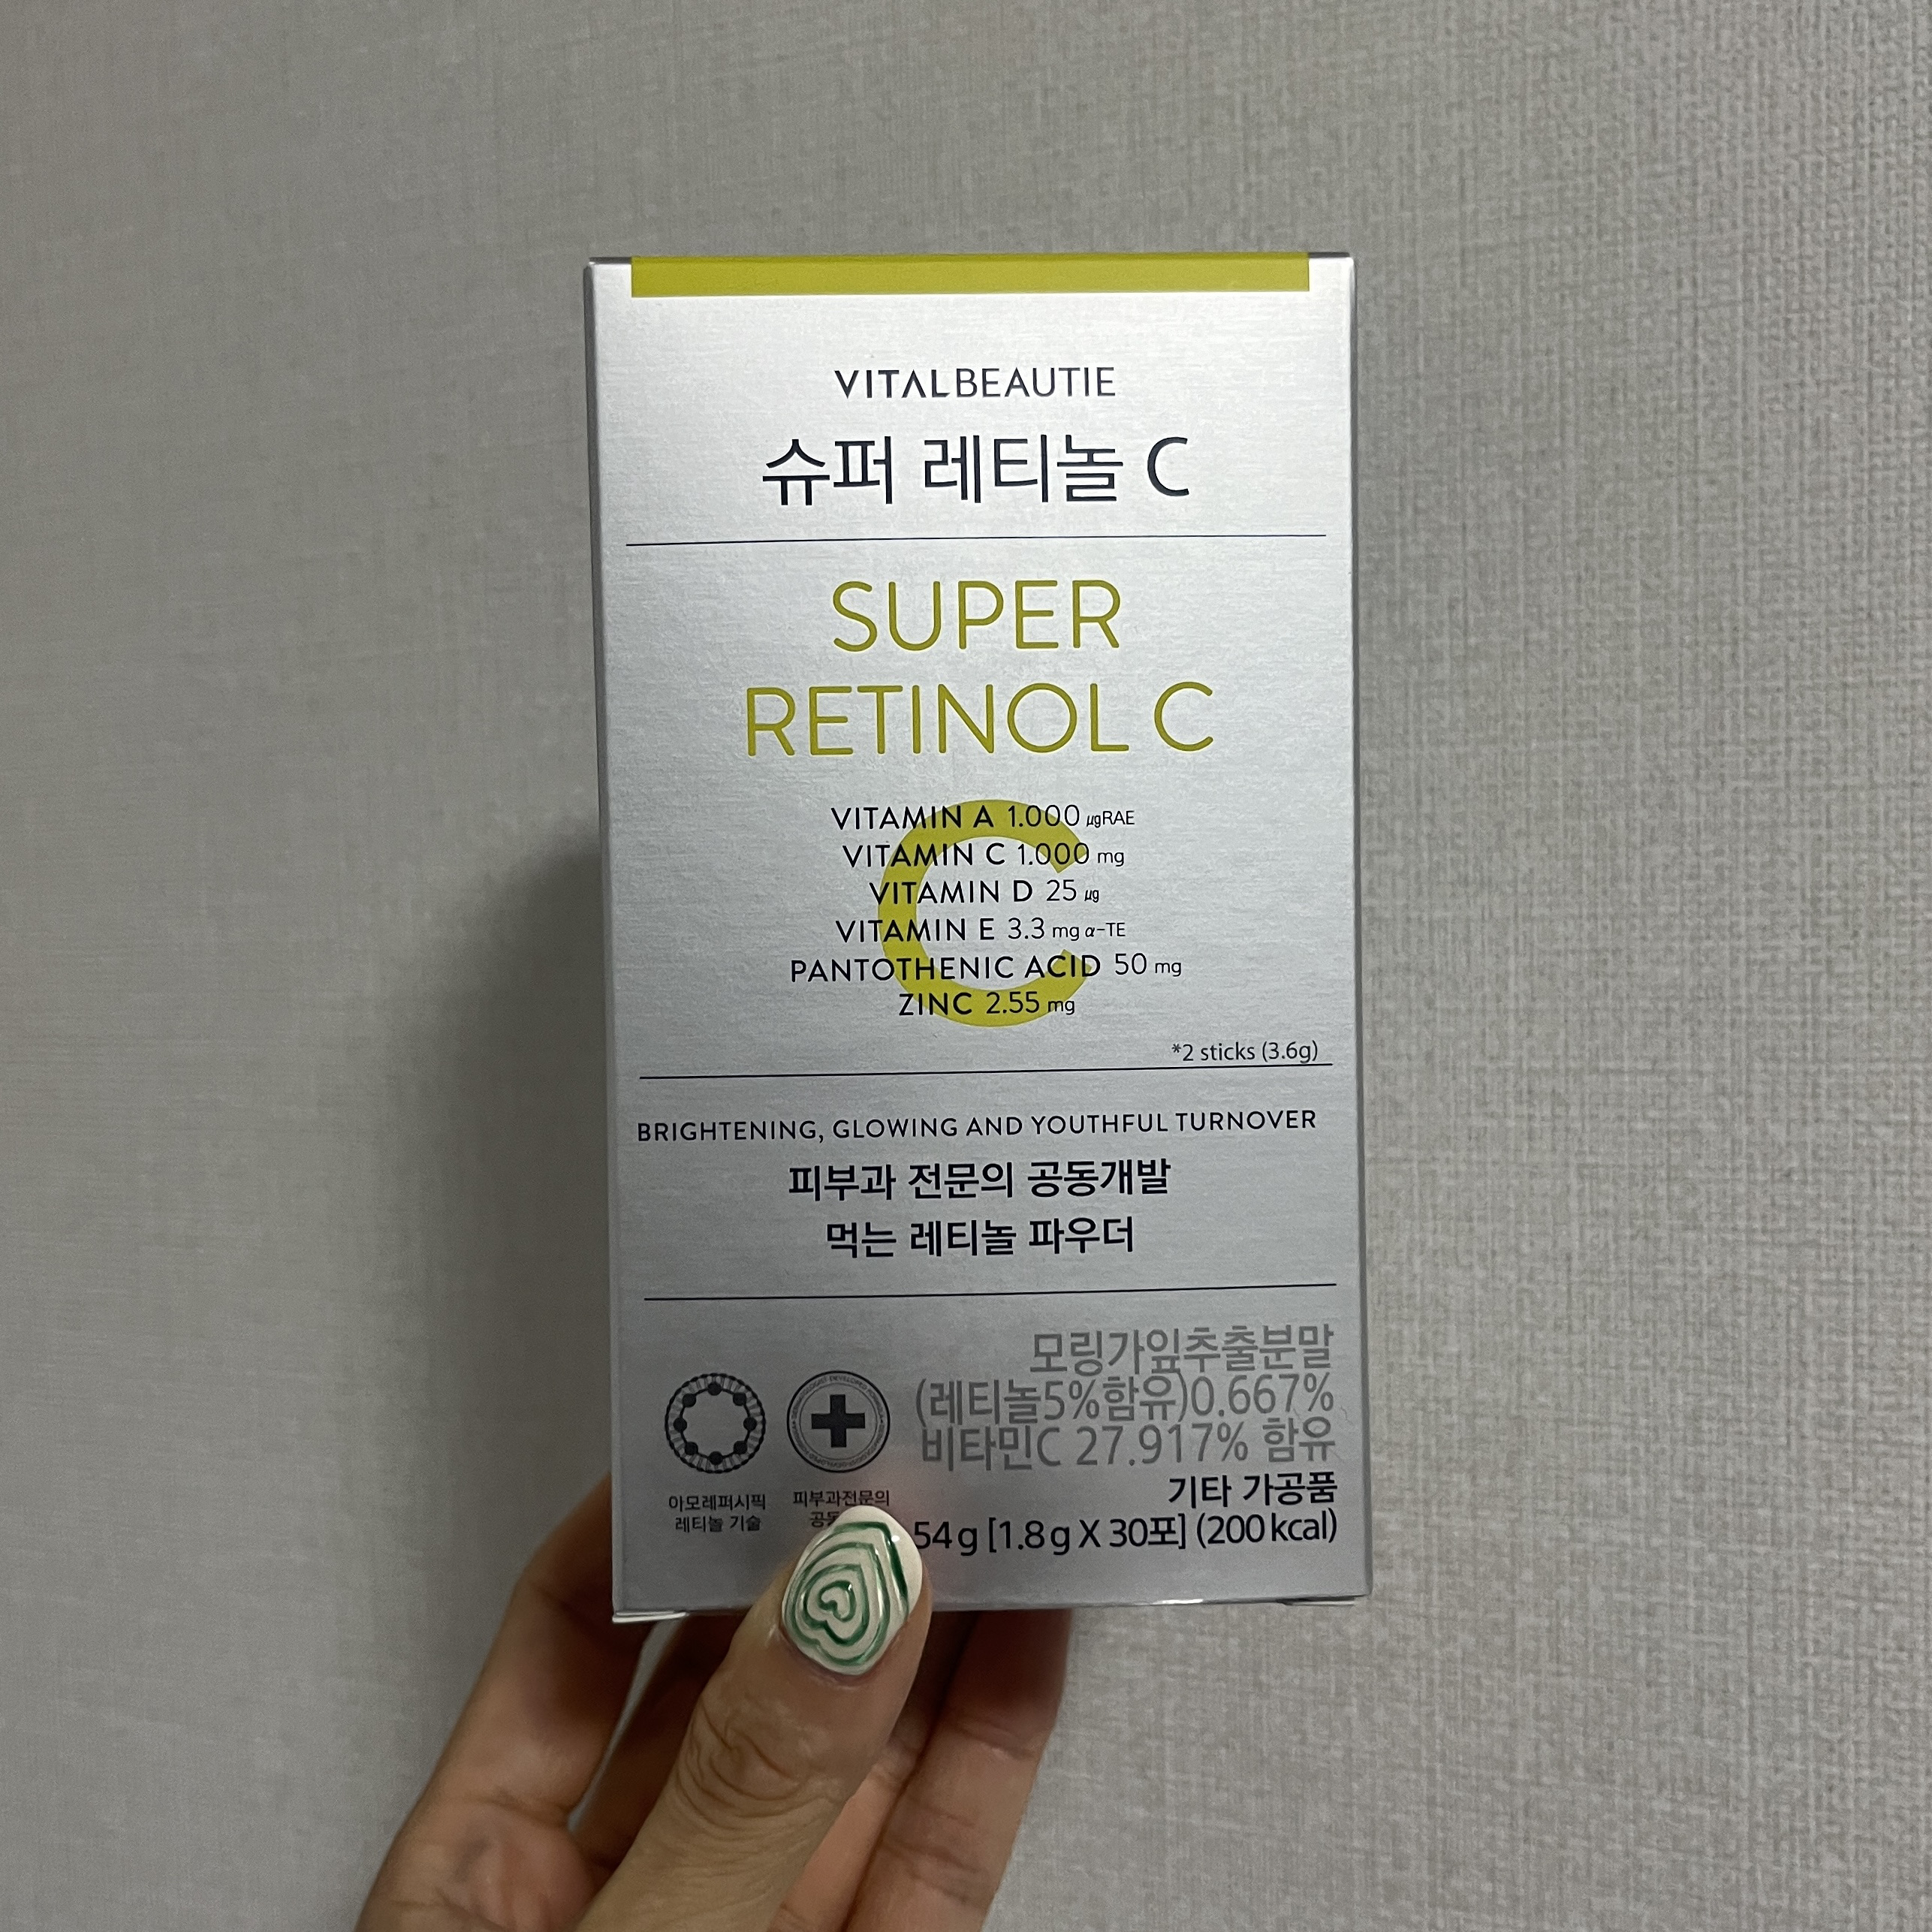 VITALBEAUTIE
슈퍼 레티놀 C
SUPER
RETINOL C
VITAMIN A 1.000 μgRAE
VITAMIN C 1.000 mg
VITAMIN D 25 μg
VITAMIN E 3.3 mg α-TE
PANTOTHENIC ACID 50 mg
ZINC 2.55 mg
*2 sticks (3.6g)
BRIGHTENING, GLOWING AND YOUTHFUL TURNOVER
피부과 전문의 공동개발
먹는 레티놀 파우더
모링가잎추출분말
(레티놀5%함유)0.667%
비타민C 27.917% 함유
기타 가공품
54g [1.8g X 30포] (200kcal)
아모레퍼시픽
레티놀 기술
피부과전문의